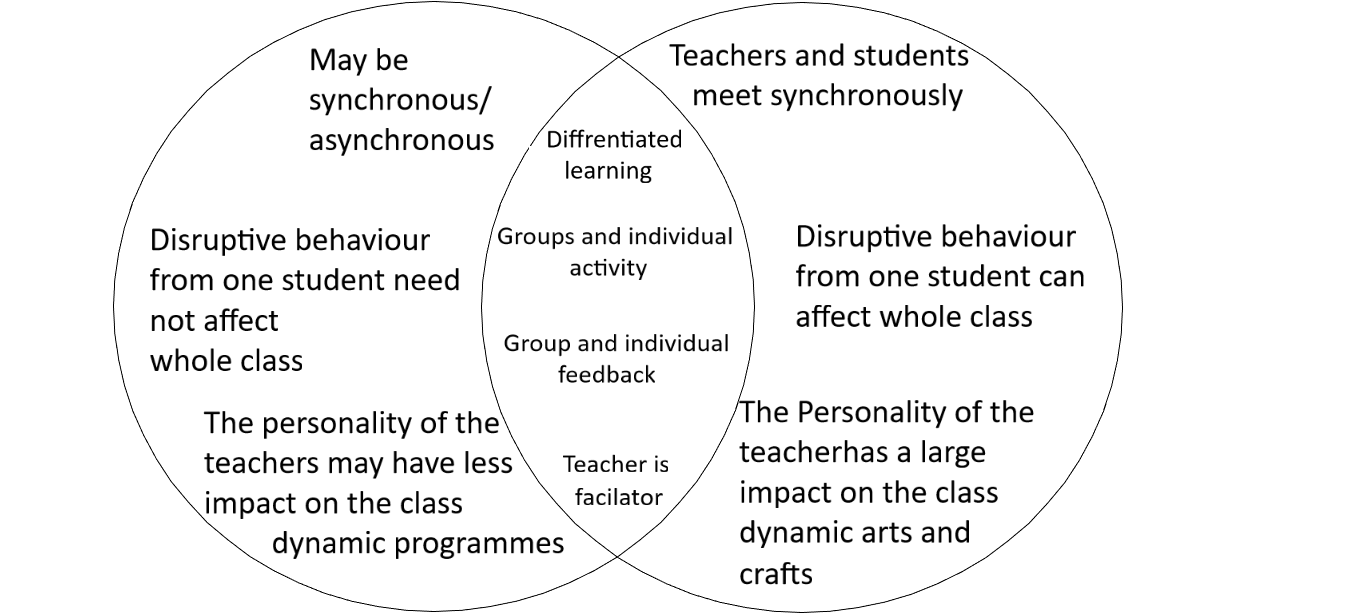 May be
synchronous/
asynchronous
Disruptive behaviour
from one student need
not affect
whole class
The personality of the
teachers may have less
impact on the class
dynamic programmes
Diffrentiated
learning
Groups and individual
activity
Group and individual
feedback
Teacher is
facilator
Teachers and students
meet synchronously
Disruptive behaviour
from one student can
affect whole class
The Personality of the
teacherhas a large
impact on the class
dynamic arts and
crafts